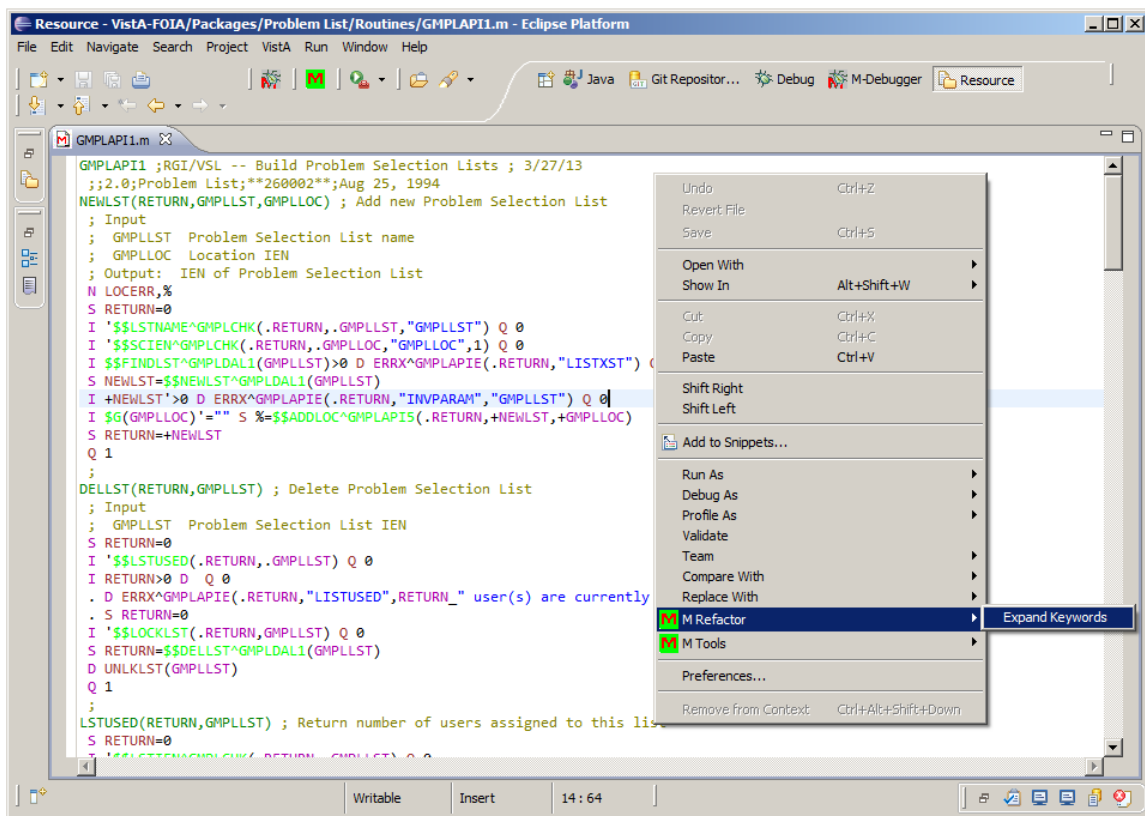 Resource - VistA-FOIA/Packages/Problem List/Routines/GMPLAPI1.m - Eclipse Platform
File Edit Navigate Search Project VistA Run Window Help
M Java Git Repositor... Debug M-Debugger Resource
GMPLAPI1.m
GMPLAPI1 ;RGI/VSL -- Build Problem Selection Lists ; 3/27/13
;;2.0;Problem List;**260002**;Aug 25, 1994
NEWLST(RETURN,GMPLLST,GMPLLOC) ; Add new Problem Selection List
; Input
;  GMPLLST  Problem Selection List name
;  GMPLLOC  Location IEN
; Output:  IEN of Problem Selection List
N LOCERR,%
S RETURN=0
I '$$LSTNAME^GMPLCHK(.RETURN,.GMPLLST,"GMPLLST") Q 0
I '$$SCIEN^GMPLCHK(.RETURN,.GMPLLOC,"GMPLLOC",1) Q 0
I $$FINDLST^GMPLDAL1(GMPLLST)>0 D ERRX^GMPLAPIE(.RETURN,"LISTXST")
S NEWLST=$$NEWLST^GMPLDAL1(GMPLLST)
I +NEWLST'>0 D ERRX^GMPLAPIE(.RETURN,"INVPARAM","GMPLLST") Q 0
I $G(GMPLLOC)'="" S %=$$ADDLOC^GMPLAPI5(.RETURN,+NEWLST,+GMPLLOC)
S RETURN=+NEWLST
Q 1
;
DELLST(RETURN,GMPLLST) ; Delete Problem Selection List
; Input
;  GMPLLST  Problem Selection List IEN
S RETURN=0
I '$$LSTUSED(.RETURN,.GMPLLST) Q 0
I RETURN>0 D  Q 0
. D ERRX^GMPLAPIE(.RETURN,"LISTUSED",RETURN_" user(s) are currently
. S RETURN=0
I '$$LOCKLST(.RETURN,GMPLLST) Q 0
S RETURN=$$DELLST^GMPLDAL1(GMPLLST)
D UNLKLST(GMPLLST)
Q 1
;
LSTUSED(RETURN,GMPLLST) ; Return number of users assigned to this list
S RETURN=0
Undo Ctrl+Z
Revert File
Save Ctrl+S
Open With
Show In Alt+Shift+W
Cut Ctrl+X
Copy Ctrl+C
Paste Ctrl+V
Shift Right
Shift Left
Add to Snippets...
Run As
Debug As
Profile As
Validate
Team
Compare With
Replace With
M M Refactor
M M Tools
Preferences...
Remove from Context Ctrl+Alt+Shift+Down
Expand Keywords
Writable Insert 14 : 64